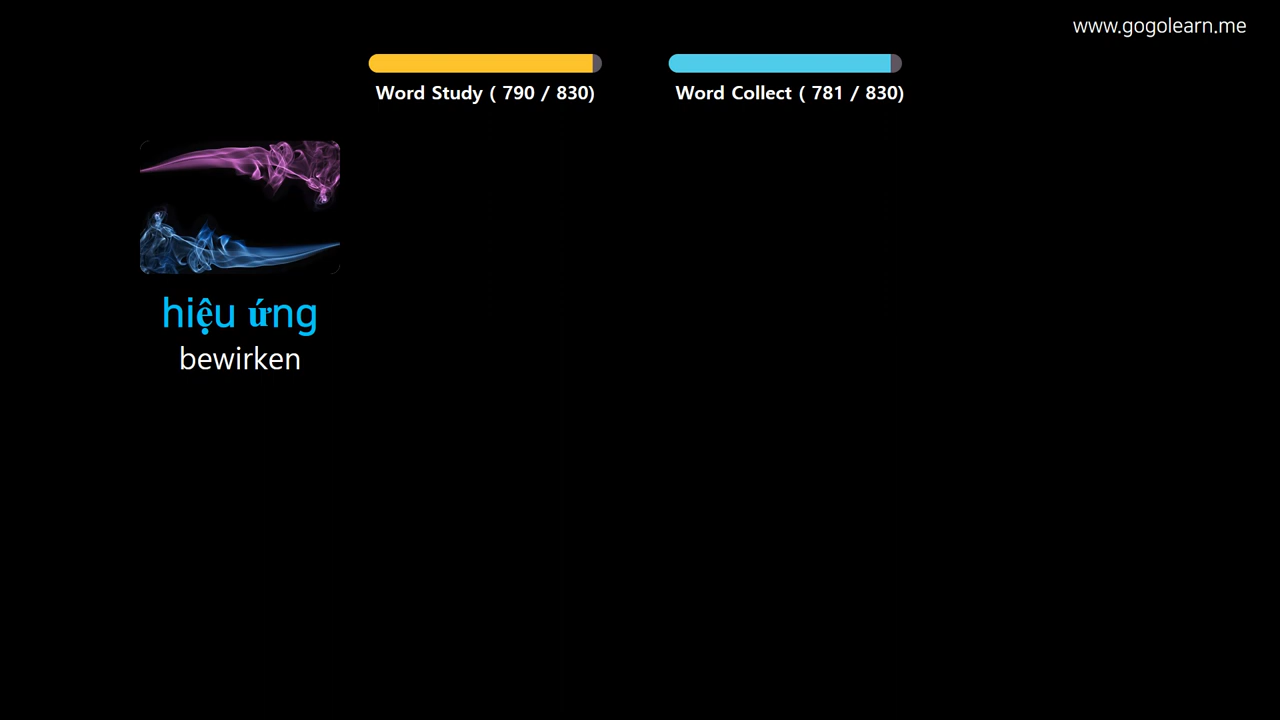 www.gogolearn.me
Word Study ( 790 / 830)
Word Collect ( 781 / 830)
hiệu ứng
bewirken